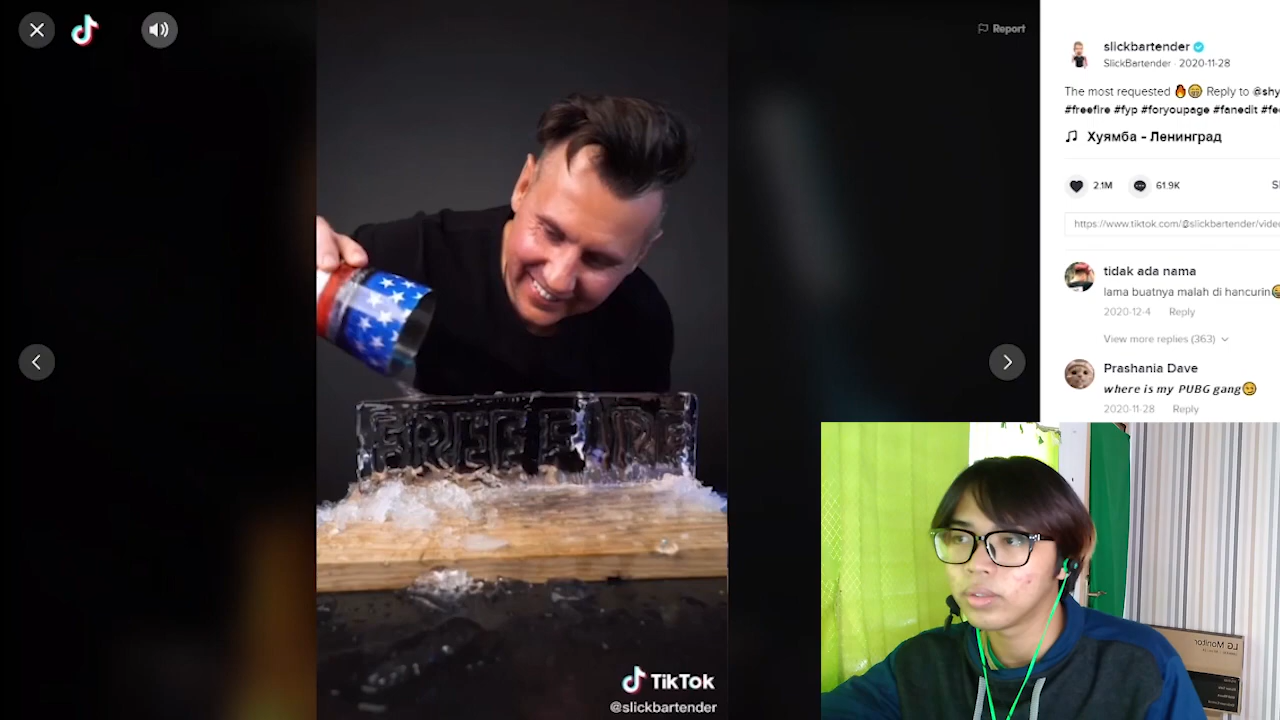 Report
FREE FIRE
TikTok
@slickbartender
slickbartender
SlickBartender · 2020-11-28
The most requested 🔥😁 Reply to @shy
#freefire #fyp #foryoupage #fanedit #fe
Хуямба - Ленинград
2.1M
61.9K
https://www.tiktok.com/@slickbartender/vide
tidak ada nama
lama buatnya malah di hancurin
2020-12-4 Reply
View more replies (363)
Prashania Dave
where is my PUBG gang
2020-11-28 Reply
LG Monitor